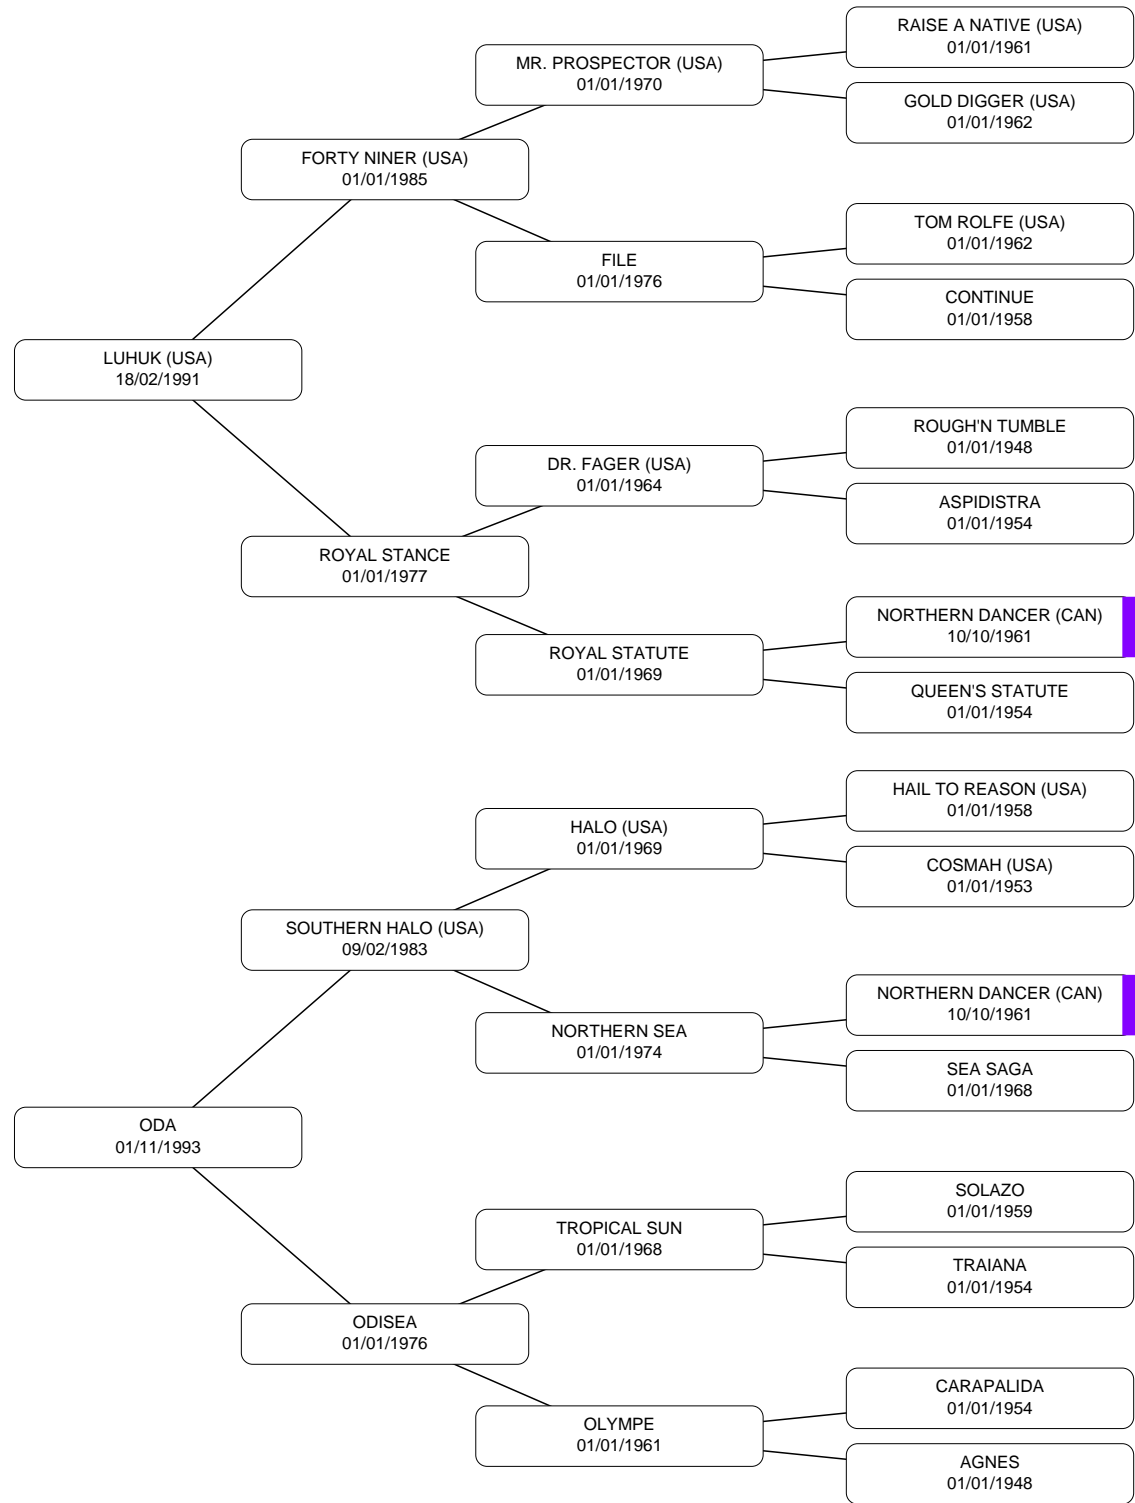 RAISE A NATIVE (USA)
01/01/1961
MR. PROSPECTOR (USA)
01/01/1970
GOLD DIGGER (USA)
01/01/1962
FORTY NINER (USA)
01/01/1985
TOM ROLFE (USA)
01/01/1962
FILE
01/01/1976
CONTINUE
01/01/1958
LUHUK (USA)
18/02/1991
ROUGH'N TUMBLE
01/01/1948
DR. FAGER (USA)
01/01/1964
ASPIDISTRA
01/01/1954
ROYAL STANCE
01/01/1977
NORTHERN DANCER (CAN)
10/10/1961
ROYAL STATUTE
01/01/1969
QUEEN'S STATUTE
01/01/1954
HAIL TO REASON (USA)
01/01/1958
HALO (USA)
01/01/1969
COSMAH (USA)
01/01/1953
SOUTHERN HALO (USA)
09/02/1983
NORTHERN DANCER (CAN)
10/10/1961
NORTHERN SEA
01/01/1974
SEA SAGA
01/01/1968
ODA
01/11/1993
SOLAZO
01/01/1959
TROPICAL SUN
01/01/1968
TRAIANA
01/01/1954
ODISEA
01/01/1976
CARAPALIDA
01/01/1954
OLYMPE
01/01/1961
AGNES
01/01/1948